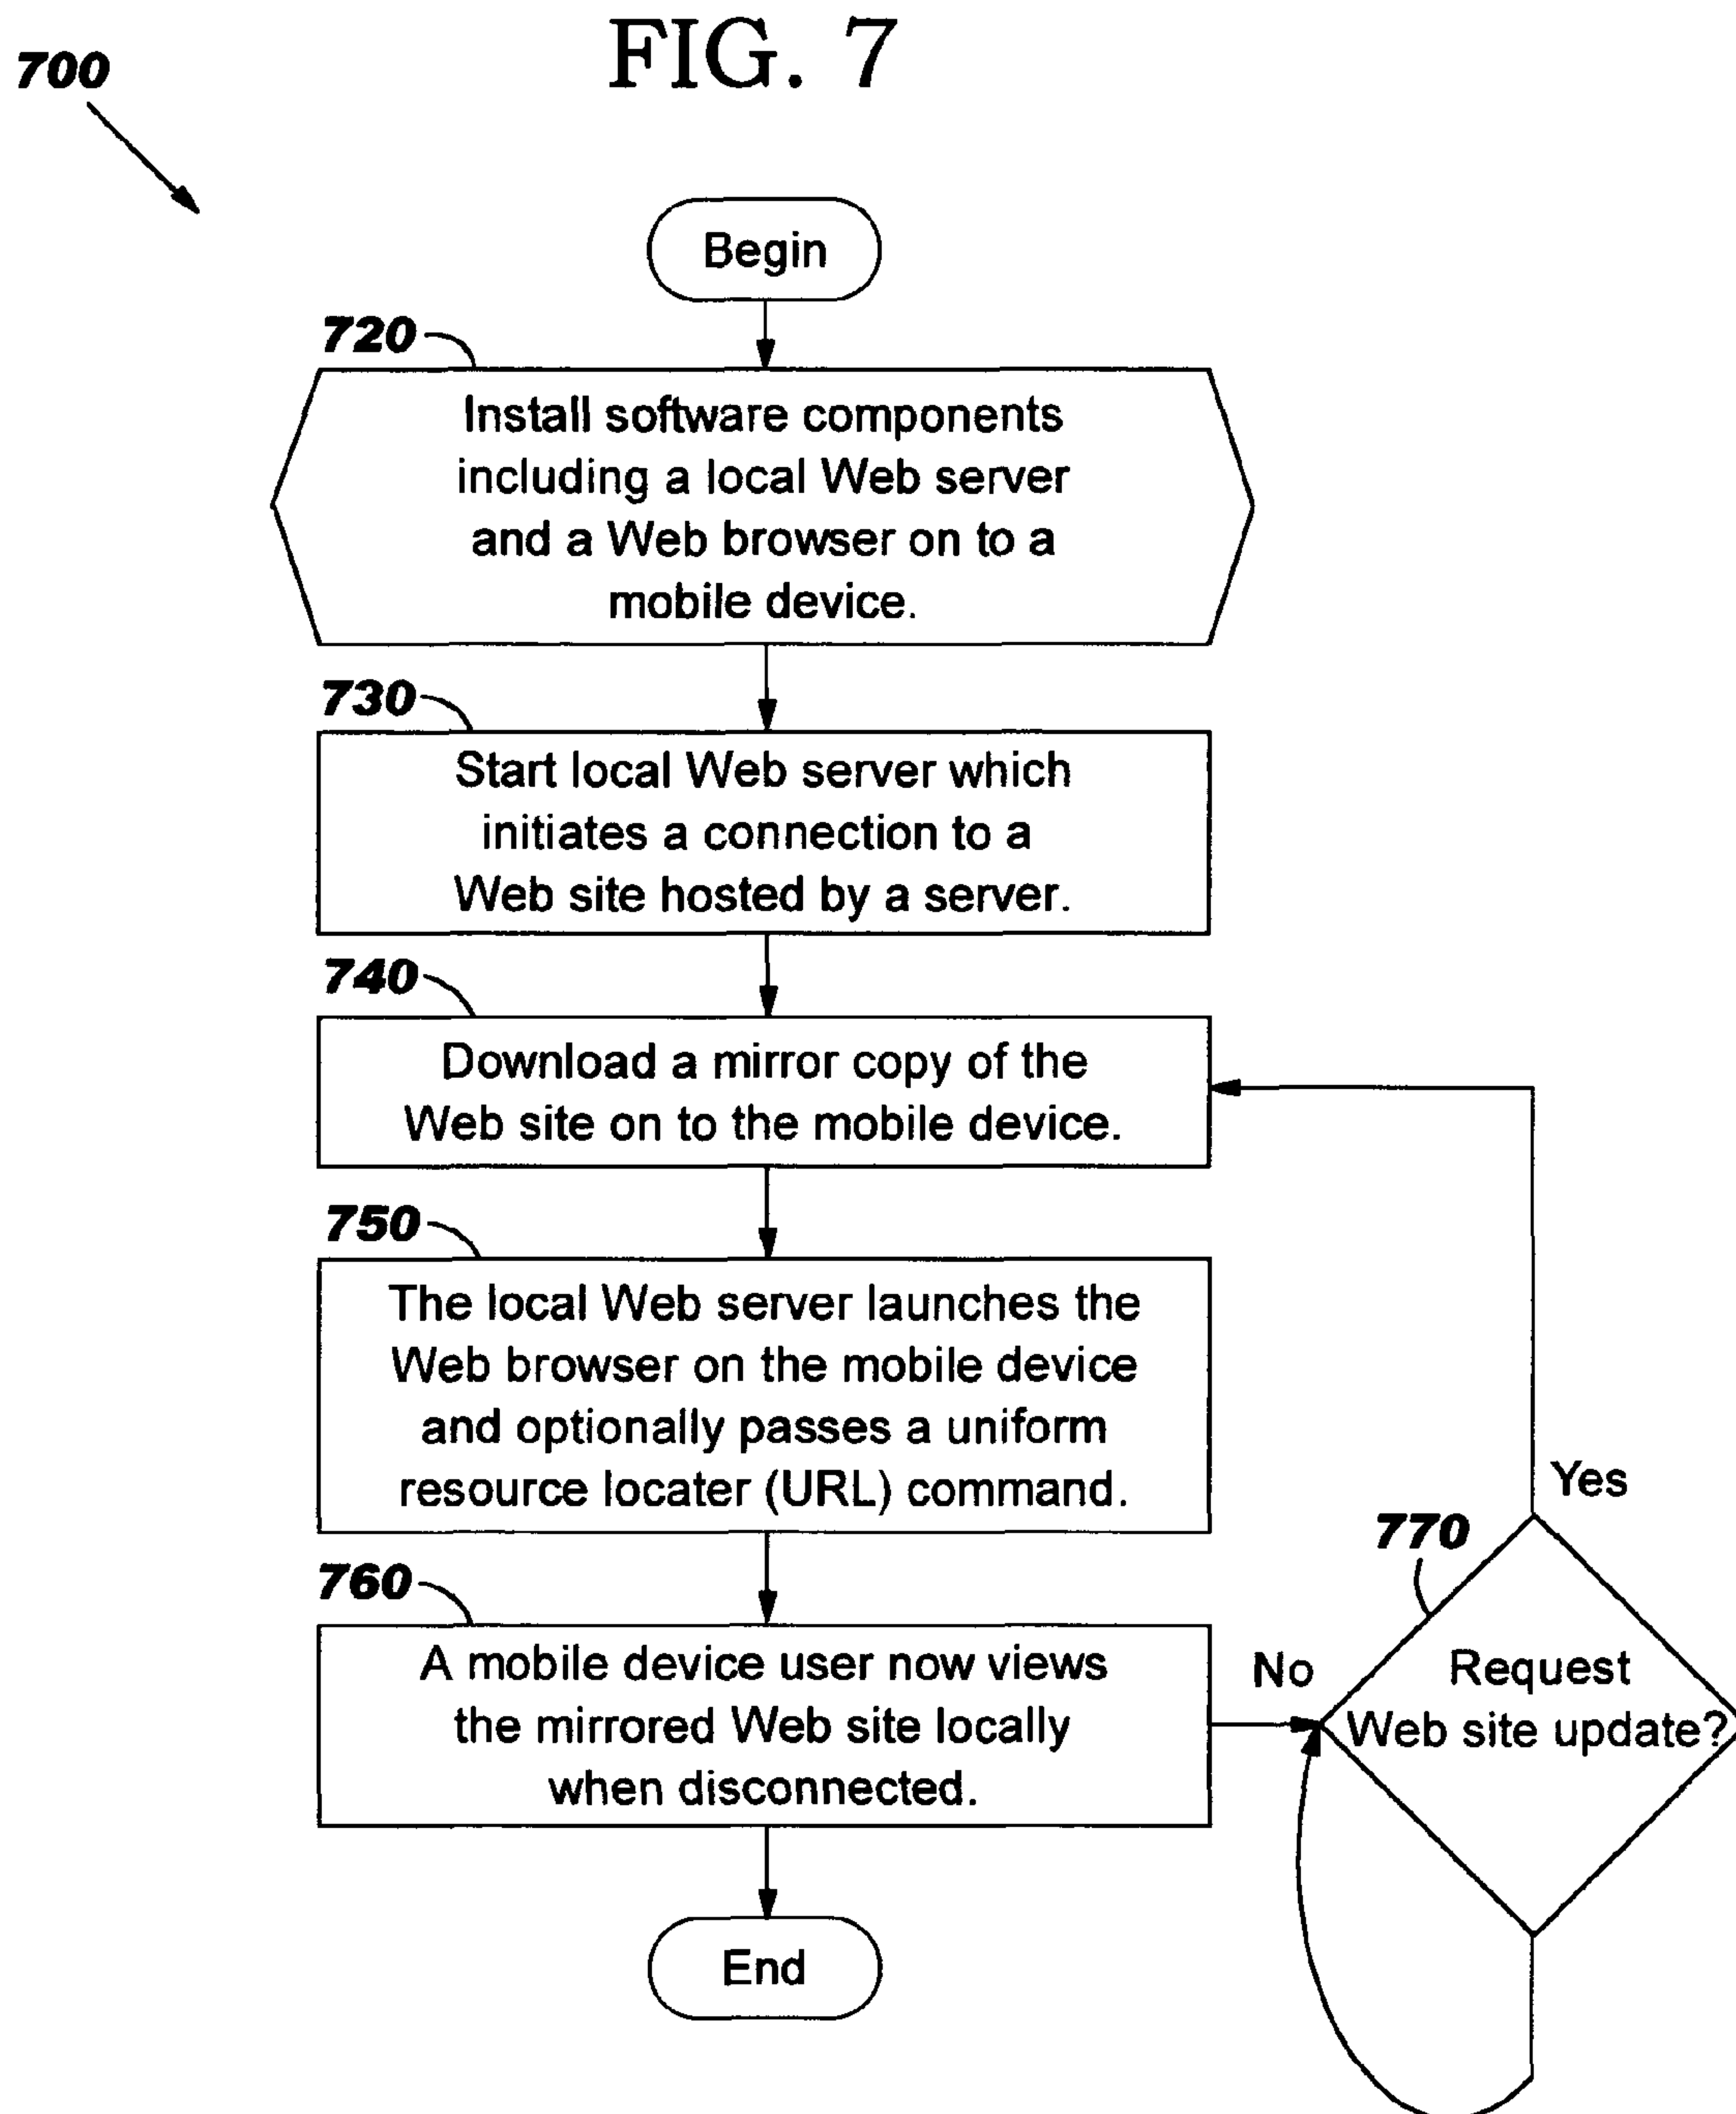 FIG. 7
700
Begin
720
Install software components
including a local Web server
and a Web browser on to a
mobile device.
730
Start local Web server which
initiates a connection to a
Web site hosted by a server.
740
Download a mirror copy of the
Web site on to the mobile device.
750
The local Web server launches the
Web browser on the mobile device
and optionally passes a uniform
resource locater (URL) command.
Yes
770
760
A mobile device user now views
the mirrored Web site locally
when disconnected.
No
Request
Web site update?
End